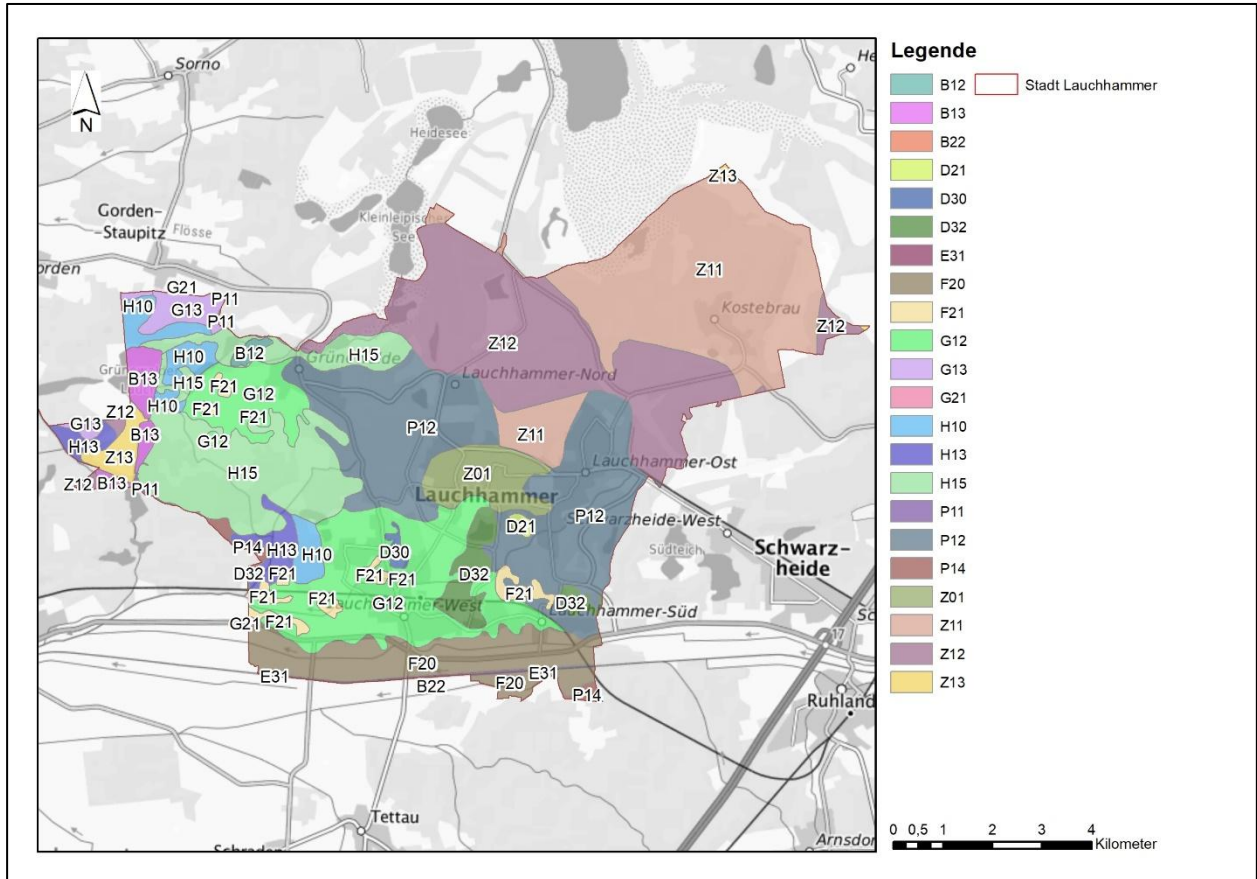 Legende
B12
Stadt Lauchhammer
B13
B22
D21
D30
D32
E31
F20
F21
G12
G13
G21
H10
H13
H15
P11
P12
P14
Z01
Z11
Z12
Z13
0 0,5 1 2 3 4
Kilometer
N
Sorno
Heidesee
Z13
Gorden-
-Staupitz
Flösse
Kleinleipischer
See
G21
H10
P11
G13
P11
Z11
Kostebrau
Z12
Z12
H10
B12
H15
B13
H15
F21
G12
Lauchhammer-Nord
H10
F21
F21
Z12
G13
B13
G12
P12
Z11
H13
Z13
H15
Z01
Lauchhammer-Ost
Z12
B13
P11
Lauchhammer
D21
P12
Schwarz-
heide
Südteich
P14
H13
H10
D30
D32
F21
F21
F21
D32
F21
D32
F21
F21
G12
G21
F21
Lauchhammer-Süd
17
F20
E31
E31
B22
F20
P14
Ruhland
Tettau